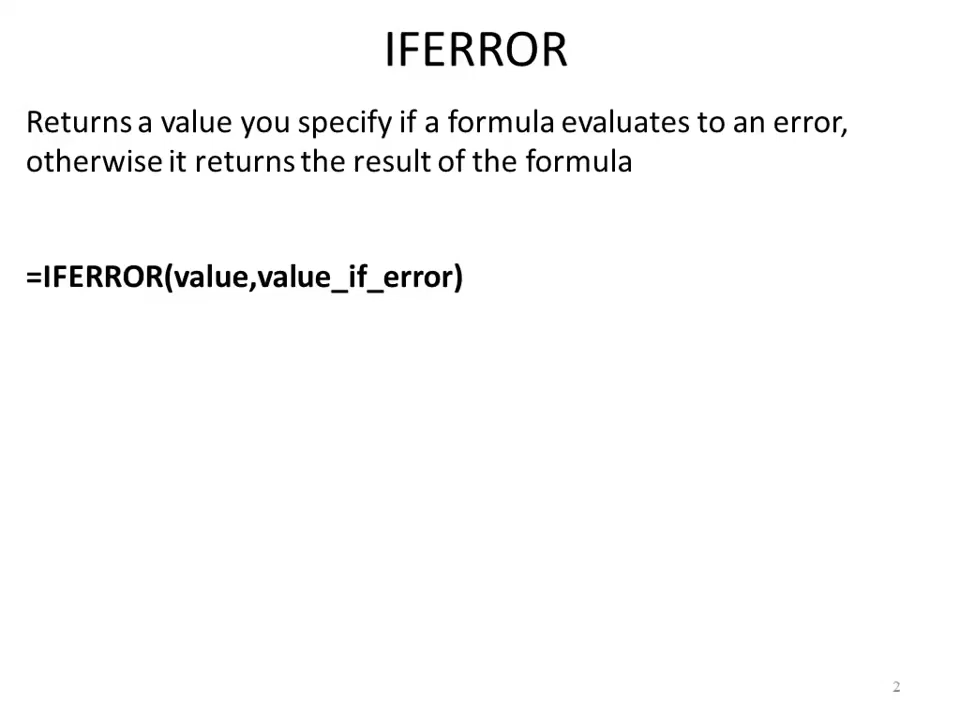 IFERROR
Returns a value you specify if a formula evaluates to an error,
otherwise it returns the result of the formula
=IFERROR(value,value_if_error)
2